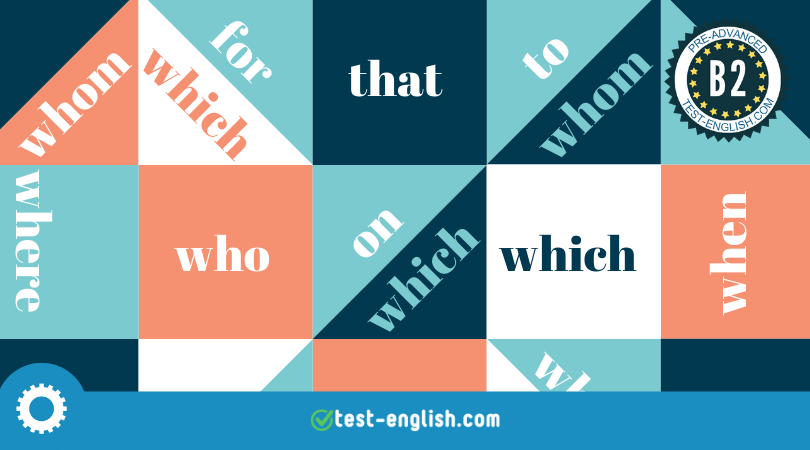 whom
for
which
that
to
whom
PRE-ADVANCED
B2
TEST-ENGLISH.COM
where
who
on
which
which
when
test-english.com